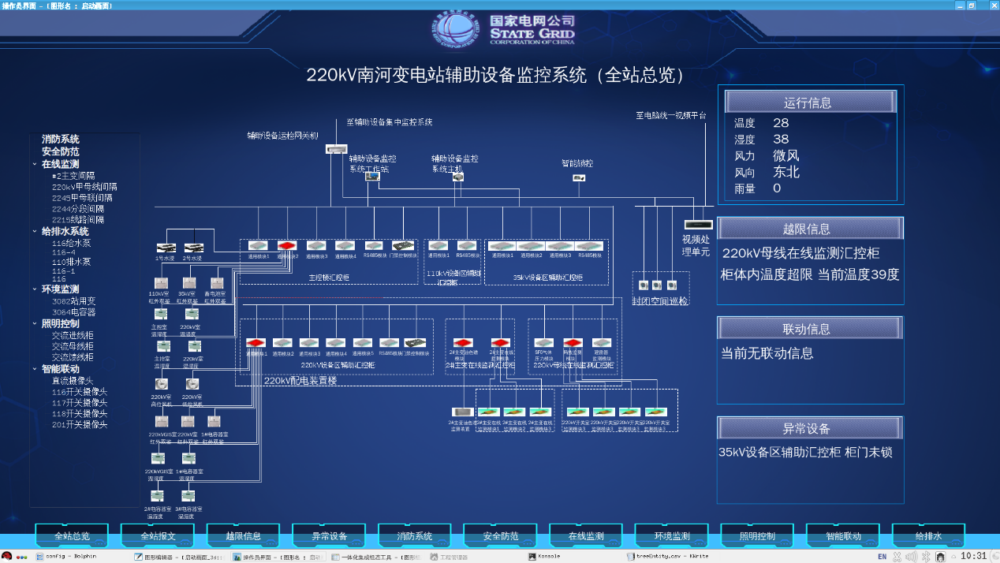 操作员界面 - [图形名 : 启动画面]
国家电网公司
STATE GRID
CORPORATION OF CHINA
220kV南河变电站辅助设备监控系统（全站总览）
消防系统
安全防范
在线监测
#2主变间隔
220kV甲母线间隔
2245甲母联间隔
2244分段间隔
2215线路间隔
给排水系统
116给水泵
116-4
110排水泵
116-1
116
环境监测
3082站用变
3064电容器
照明控制
交流进线柜
交流母线柜
交流馈线柜
智能联动
直流摄像头
116开关摄像头
117开关摄像头
118开关摄像头
201开关摄像头
至辅助设备集中监控系统
至电脑统一视频平台
辅助设备运检网关机
辅助设备监控
系统工作站
辅助设备监控
系统主机
智能锁控
视频处
理单元
封闭空间巡检
1号水浸 2号水浸
通用模块1 通用模块2 通用模块3 通用模块4 RS485模块 门禁控制模块
主控楼汇控柜
通用模块1 RS485模块
110kV设备区辅助
汇控柜
通用模块1 通用模块2 通用模块3 RS485模块
35kV设备区辅助汇控柜
110kV室
红外双鉴
35kV室
红外双鉴
蓄电池室
红外双鉴
主控室
温湿度
220kV室
温湿度
主控室
温湿度
220kV室
温湿度
220kV室
高位风机
220kV室
低位风机
220kVGIS室
红外双鉴
220kV室
红外双鉴
1#电容器室
红外双鉴
220kVGIS室
温湿度
1#电容器室
温湿度
2#电容器室
温湿度
3#电容器室
温湿度
通用模块1 通用模块2 通用模块3 通用模块4 通用模块5 RS485模块 门禁控制模块
220kV设备区辅助汇控柜
220kV配电装置楼
2#主变油色谱
模块
2#主变在线
监测模块
2#主变在线监测汇控柜
SF6气体
压力模块
避雷器
监测模块
220kV母线在线监测汇控柜
2#主变油色谱
监测装置
2#主变在线
监测模块1
2#主变在线
监测模块2
2#主变在线
监测模块3
220kV开关室
监测模块3
220kV开关室
监测模块3
220kV开关室
监测模块3
220kV开关室
监测模块3
运行信息
温度 28
湿度 38
风力 微风
风向 东北
雨量 0
越限信息
220kV母线在线监测汇控柜
柜体内温度超限 当前温度39度
联动信息
当前无联动信息
异常设备
35kV设备区辅助汇控柜 柜门未锁
全站总览 全站报文 越限信息 异常设备 消防系统 安全防范 在线监测 环境监测 照明控制 智能联动 给排水
config - Dolphin
图形编辑器 - [启动画面_3d:
操作员界面 - [图形名 : 启动
一体化集成组态工具 - [图形
工程管理器
Konsole
treeEntity.csv - KWrite
EN
10:31